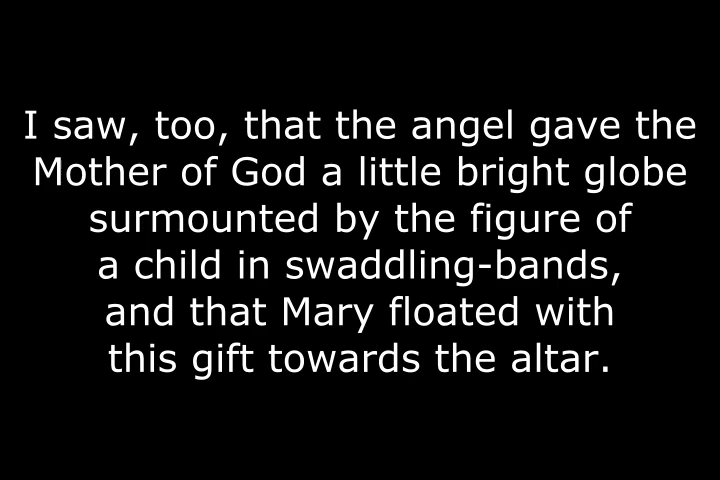 I saw, too, that the angel gave the
Mother of God a little bright globe
surmounted by the figure of
a child in swaddling-bands,
and that Mary floated with
this gift towards the altar.